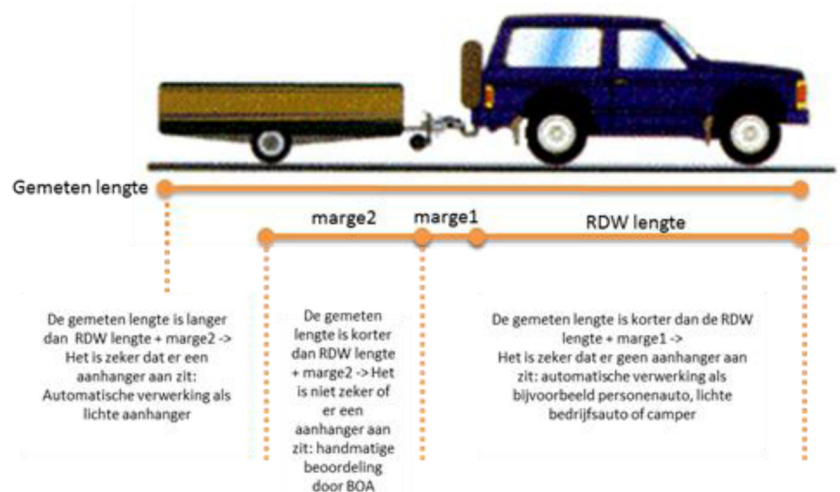 Gemeten lengte
marge2
marge1
RDW lengte
De gemeten lengte is langer
dan RDW lengte + marge2 ->
Het is zeker dat er een
aanhanger aan zit:
Automatische verwerking als
lichte aanhanger
De gemeten
lengte is korter
dan RDW lengte
+ marge2 -> Het
is niet zeker of
er een
aanhanger aan
zit: handmatige
beoordeling
door BOA
De gemeten lengte is korter dan de RDW
lengte + marge1 ->
Het is zeker dat er geen aanhanger aan
zit: automatische verwerking als
bijvoorbeeld personenauto, lichte
bedrijfsauto of camper